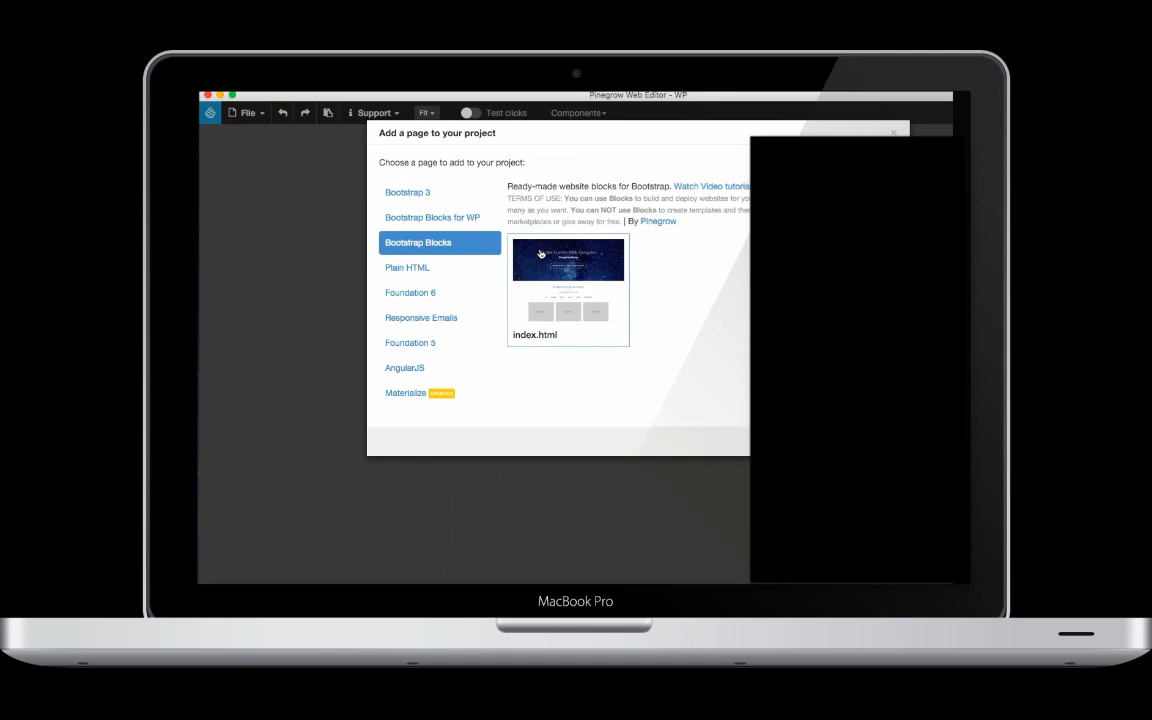 Pinegrow Web Editor - WP
File
Support
Fit
Test clicks
Components
Add a page to your project
Choose a page to add to your project:
Bootstrap 3
Bootstrap Blocks for WP
Bootstrap Blocks
Plain HTML
Foundation 6
Responsive Emails
Foundation 5
AngularJS
Materialize UPDATED
Ready-made website blocks for Bootstrap. Watch Video tutoria
TERMS OF USE: You can use Blocks to build and deploy websites for
many as you want. You can NOT use Blocks to create templates and
marketplaces or give away for free. | By Pinegrow
index.html
MacBook Pro